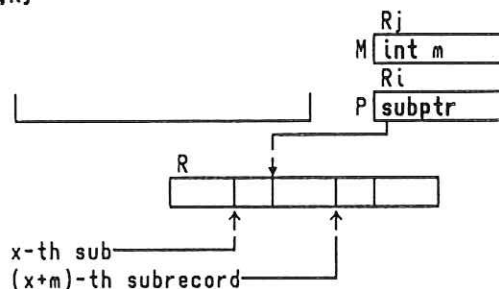 Rj
M int m
Ri
P subptr
R
x-th sub
(x+m)-th subrecord